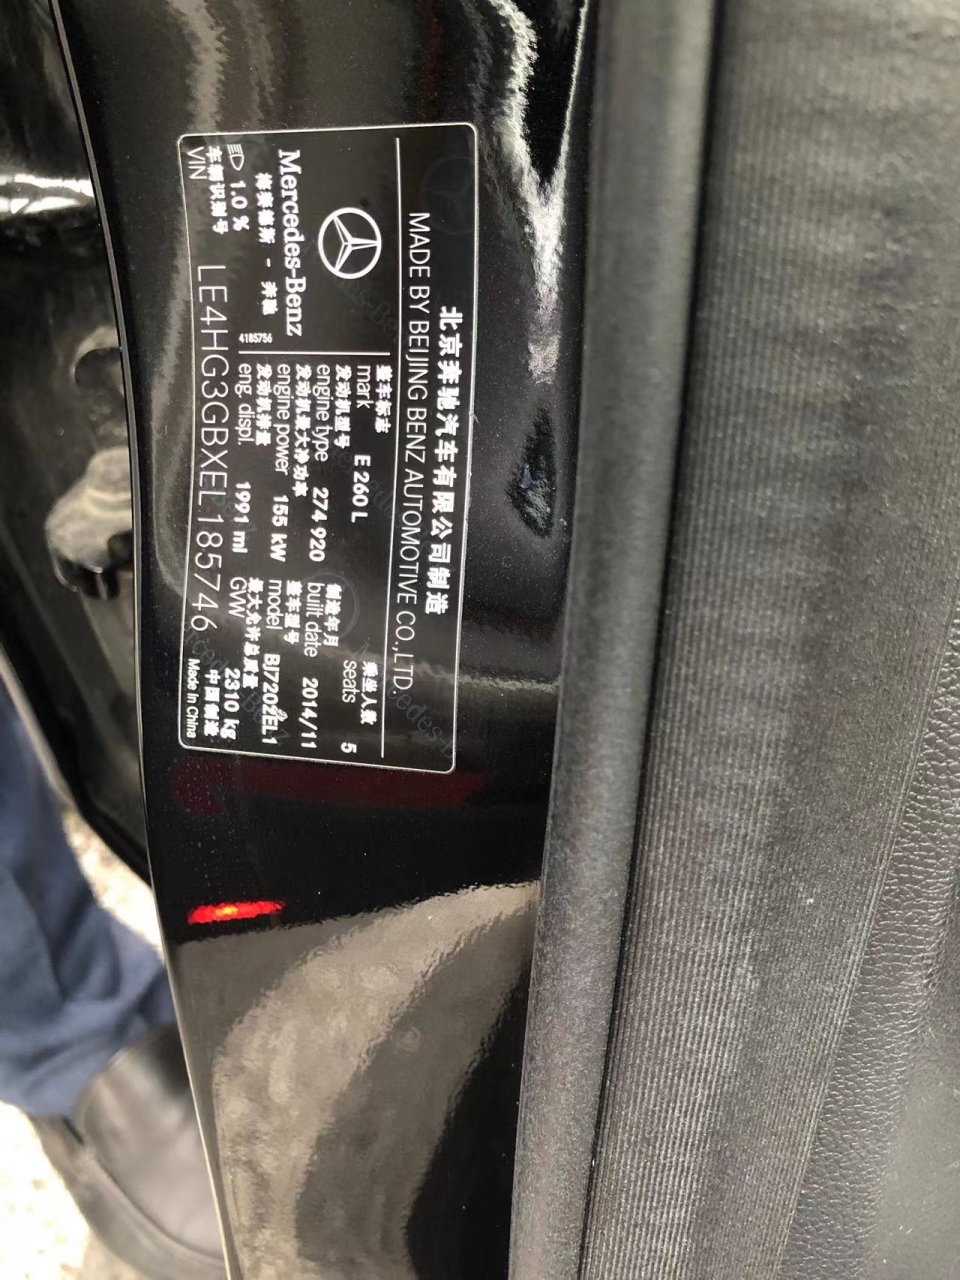 北京奔驰汽车有限公司制造
MADE BY BEIJING BENZ AUTOMOTIVE CO.,LTD.
Mercedes-Benz
梅赛德斯 - 奔驰
1.0 %
4185756
整车标志
mark E 260 L
乘坐人数
seats 5
发动机型号
engine type 274 920
制造年月
built date 2014/11
发动机最大净功率
engine power 155 kW
整车型号
model BJ7202EL1
发动机排量
eng. displ. 1991 ml
最大允许总质量
GVW 2310 kg
车辆识别号
VIN LE4HG3GBXEL185746
中国制造
Made In China